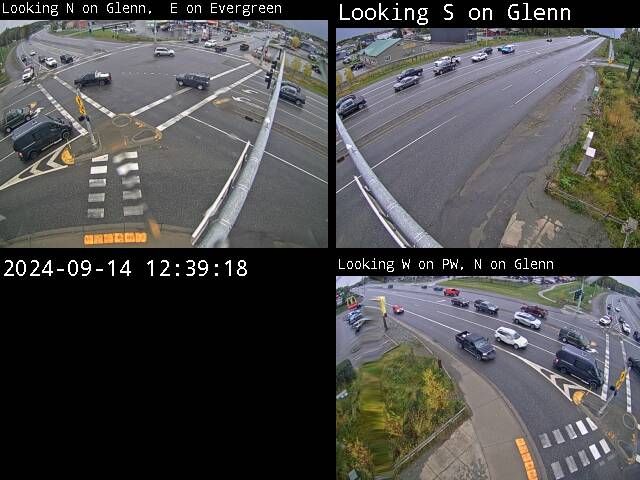 Looking N on Glenn,  E on Evergreen
Looking S on Glenn
2024-09-14 12:39:18
Looking W on PW, N on Glenn